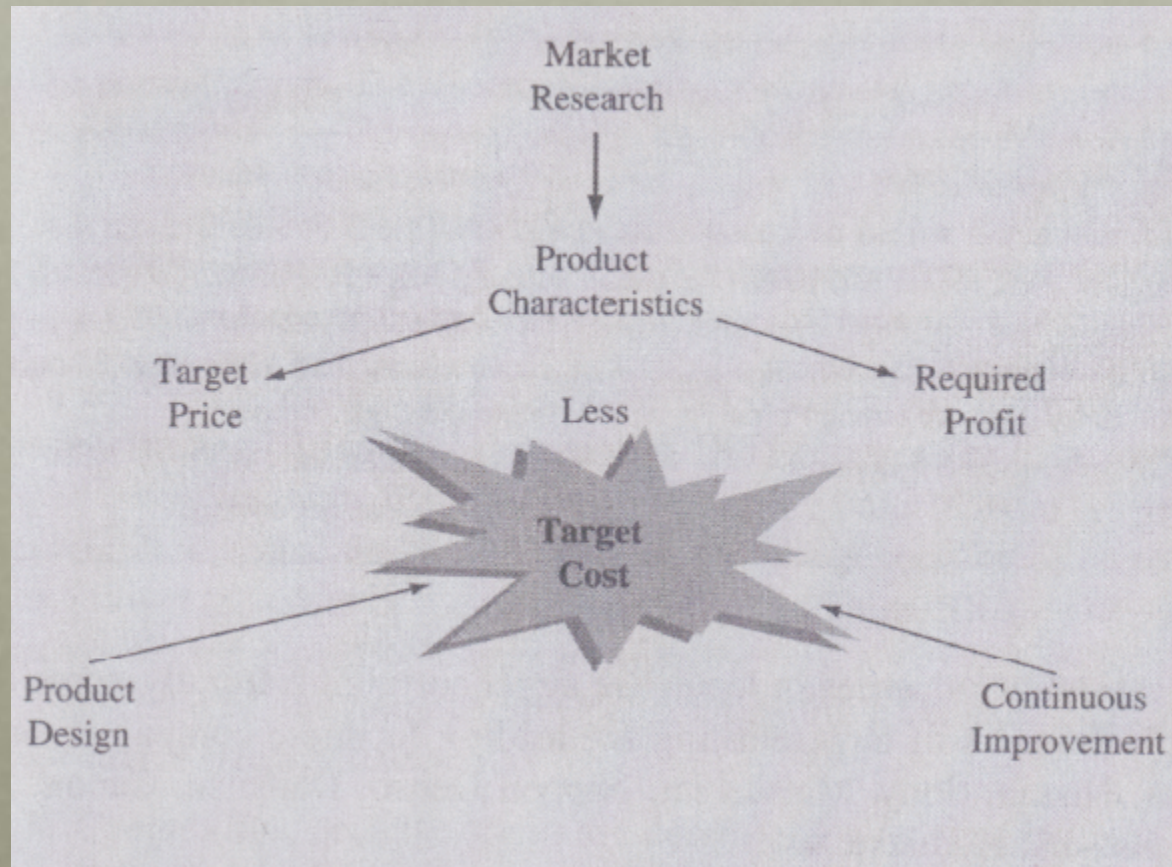 Market
Research
Product
Characteristics
Target
Price
Less
Required
Profit
Target
Cost
Product
Design
Continuous
Improvement